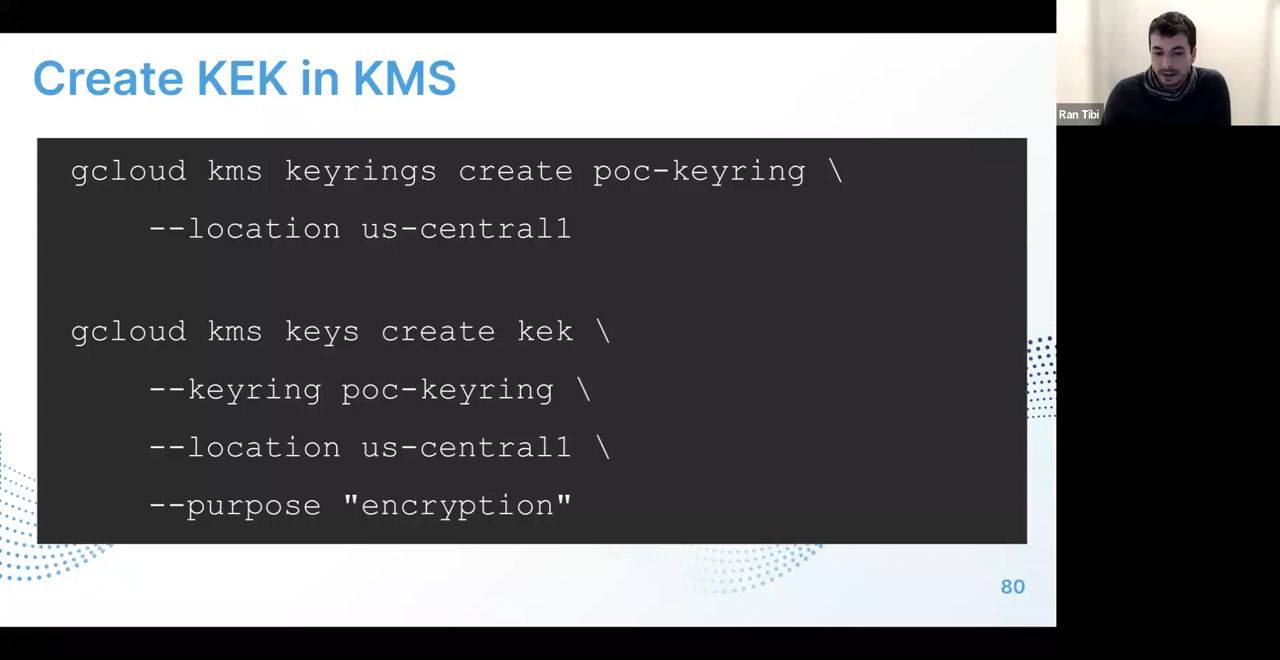 Create KEK in KMS
gcloud kms keyrings create poc-keyring \
--location us-central1
gcloud kms keys create kek \
--keyring poc-keyring \
--location us-central1 \
--purpose "encryption"
80
Ran Tibi